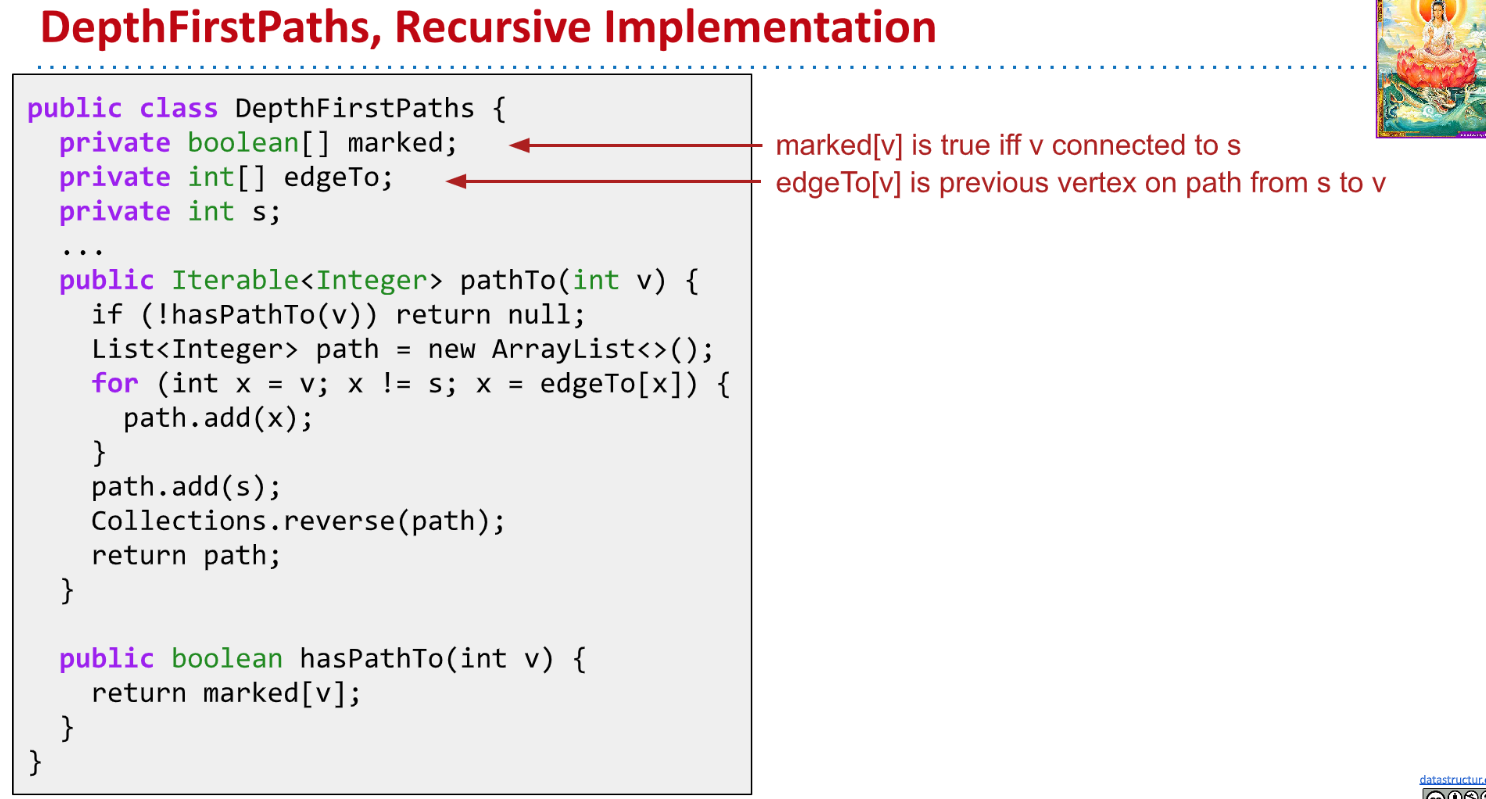 DepthFirstPaths, Recursive Implementation
public class DepthFirstPaths {
  private boolean[] marked;
  private int[] edgeTo;
  private int s;
  ...
  public Iterable<Integer> pathTo(int v) {
    if (!hasPathTo(v)) return null;
    List<Integer> path = new ArrayList<>();
    for (int x = v; x != s; x = edgeTo[x]) {
      path.add(x);
    }
    path.add(s);
    Collections.reverse(path);
    return path;
  }

  public boolean hasPathTo(int v) {
    return marked[v];
  }
}
marked[v] is true iff v connected to s
edgeTo[v] is previous vertex on path from s to v
datastructur.